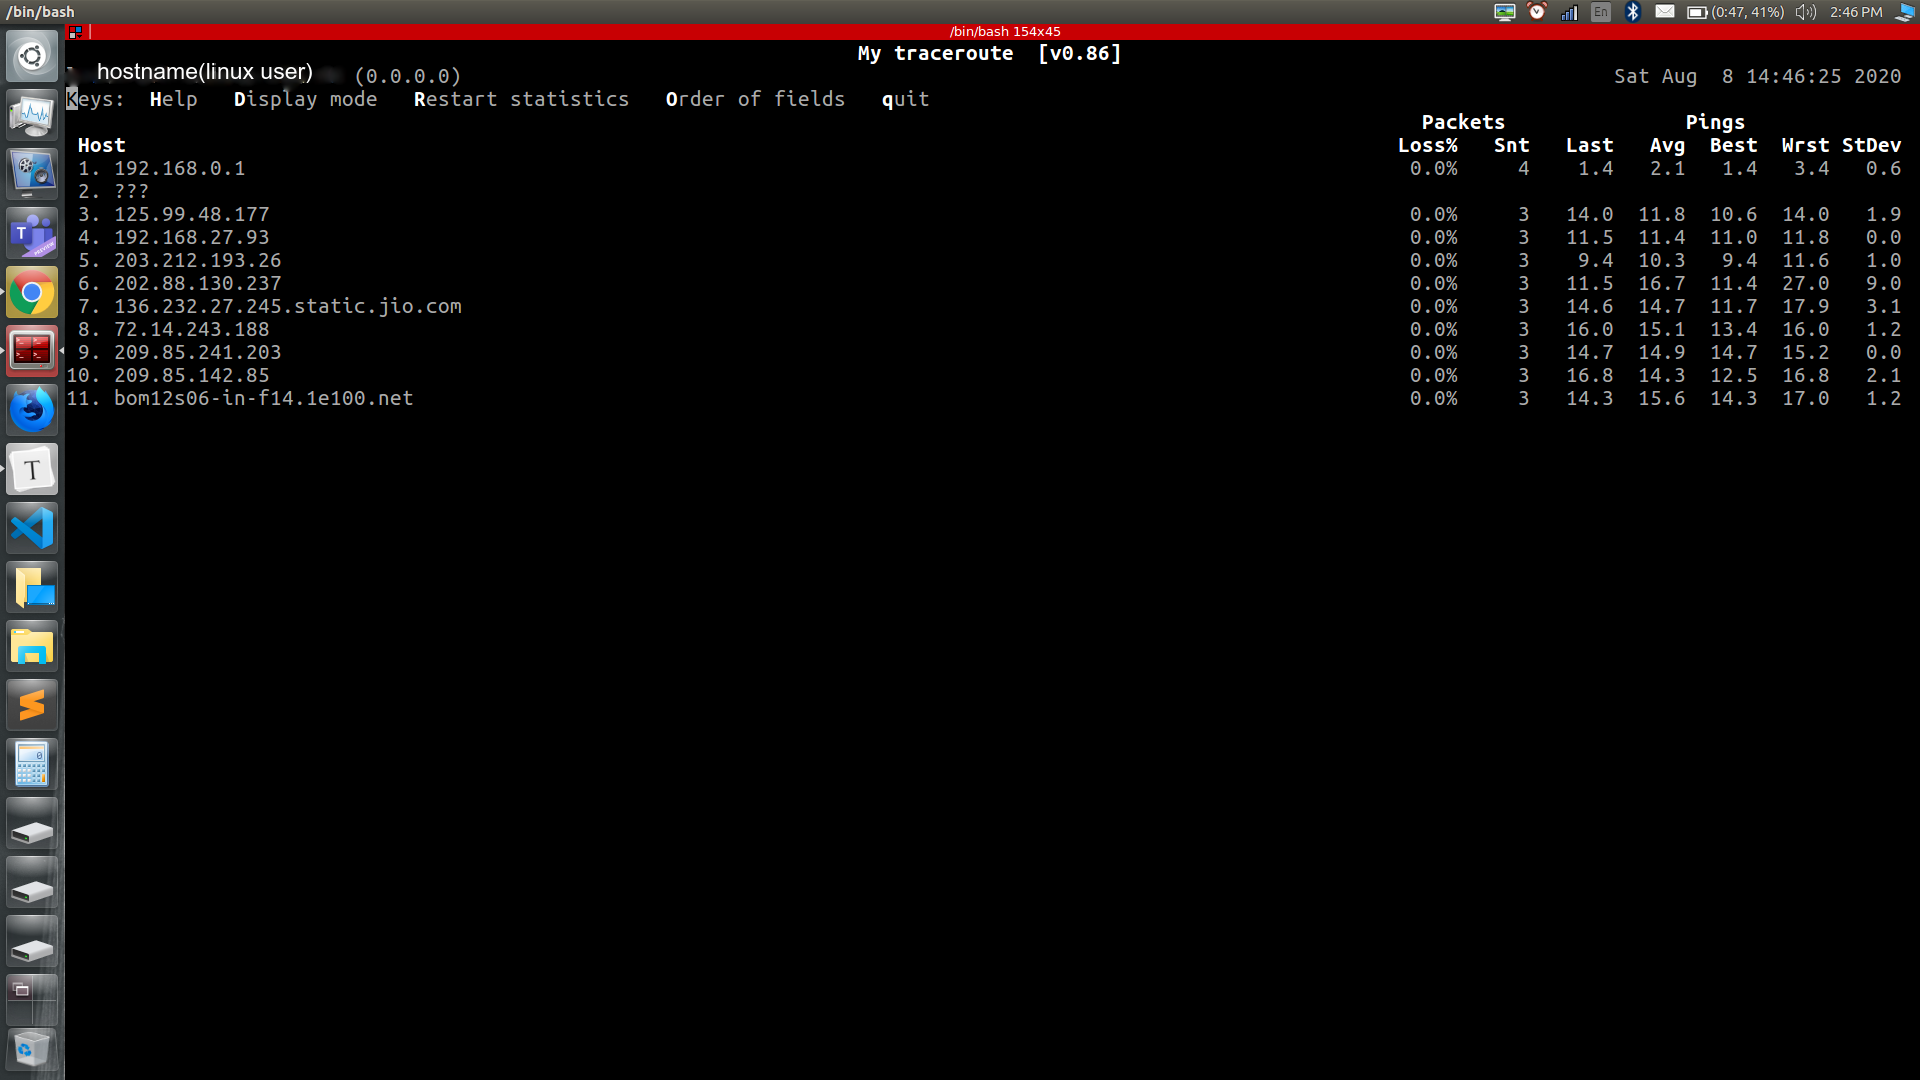 /bin/bash
En (0:47, 41%) 2:46 PM
/bin/bash 154x45
My traceroute [v0.86]
hostname(linux user) (0.0.0.0) Sat Aug 8 14:46:25 2020
Keys: Help Display mode Restart statistics Order of fields quit
Packets Pings
Host Loss% Snt Last Avg Best Wrst StDev
1. 192.168.0.1 0.0% 4 1.4 2.1 1.4 3.4 0.6
2. ???
3. 125.99.48.177 0.0% 3 14.0 11.8 10.6 14.0 1.9
4. 192.168.27.93 0.0% 3 11.5 11.4 11.0 11.8 0.0
5. 203.212.193.26 0.0% 3 9.4 10.3 9.4 11.6 1.0
6. 202.88.130.237 0.0% 3 11.5 16.7 11.4 27.0 9.0
7. 136.232.27.245.static.jio.com 0.0% 3 14.6 14.7 11.7 17.9 3.1
8. 72.14.243.188 0.0% 3 16.0 15.1 13.4 16.0 1.2
9. 209.85.241.203 0.0% 3 14.7 14.9 14.7 15.2 0.0
10. 209.85.142.85 0.0% 3 16.8 14.3 12.5 16.8 2.1
11. bom12s06-in-f14.1e100.net 0.0% 3 14.3 15.6 14.3 17.0 1.2
T
PREVIEW
T
0